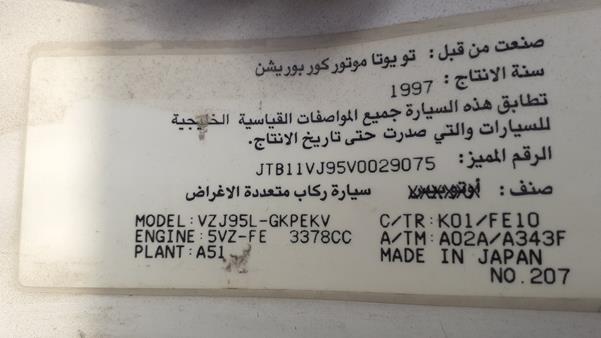 صنعت من قبل: تويوتا موتور كوربوريشن
سنة الانتاج: 1997
تطابق هذه السيارة جميع المواصفات القياسية الخليجية
للسيارات والتي صدرت حتى تاريخ الانتاج.
الرقم المميز: JTB11VJ95V0029075
صنف: سيارة ركاب متعددة الاغراض
MODEL:VZJ95L-GKPEKV C/TR:K01/FE10
ENGINE:5VZ-FE 3378CC A/TM:A02A/A343F
PLANT:A51 MADE IN JAPAN
NO.207